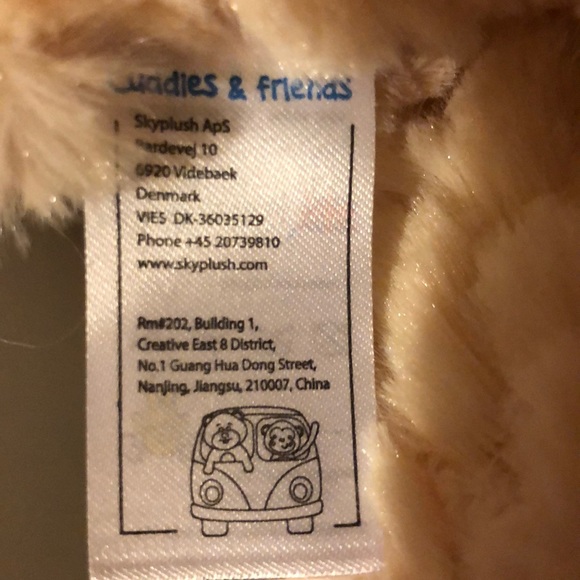 & friends
Skyplush ApS
10
6920 Videbaek
Denmark
VIES DK-36035129
Phone +45 20739810
www.skyplush.com
Rm#202, Building 1,
Creative East 8 District,
No.1 Guang Hua Dong Street,
Nanjing, Jiangsu, 210007, China